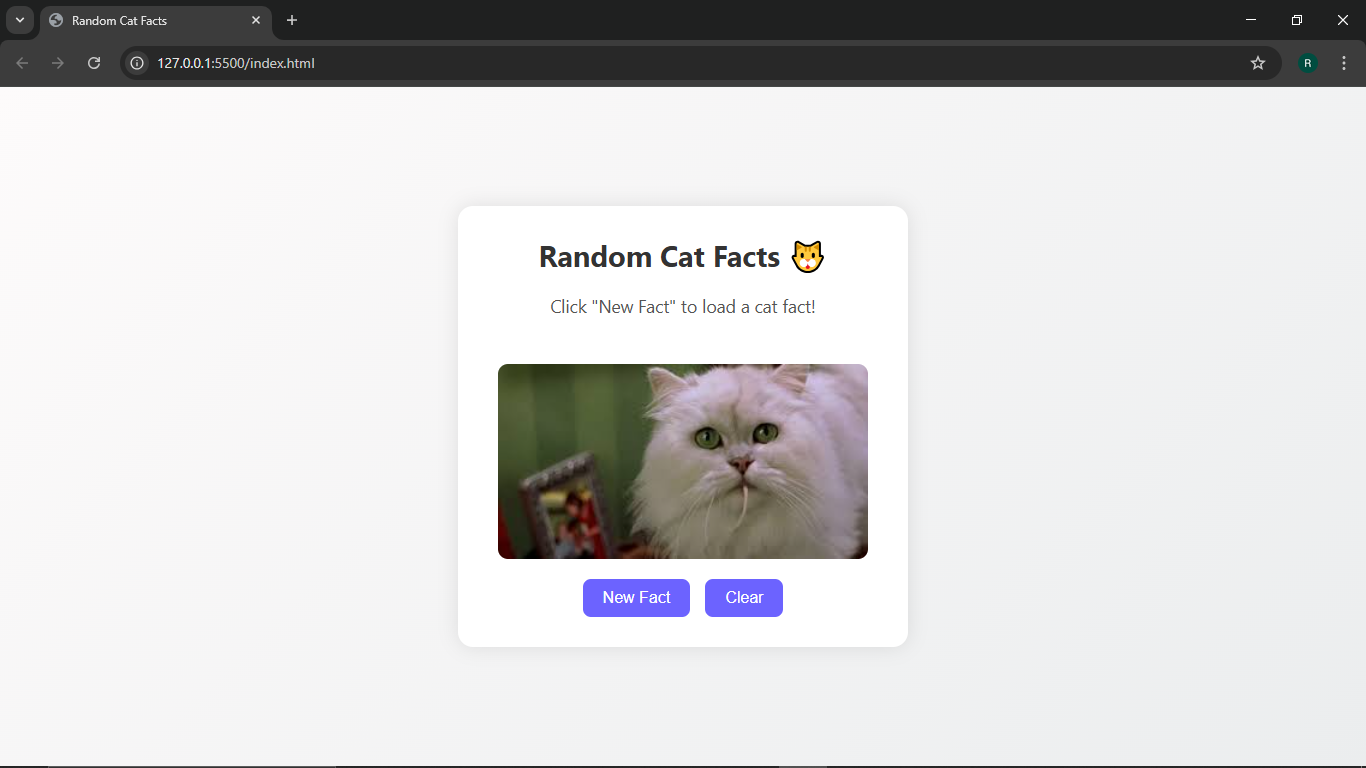 Random Cat Facts
127.0.0.1:5500/index.html
R
Random Cat Facts 🐱
Click "New Fact" to load a cat fact!
New Fact
Clear